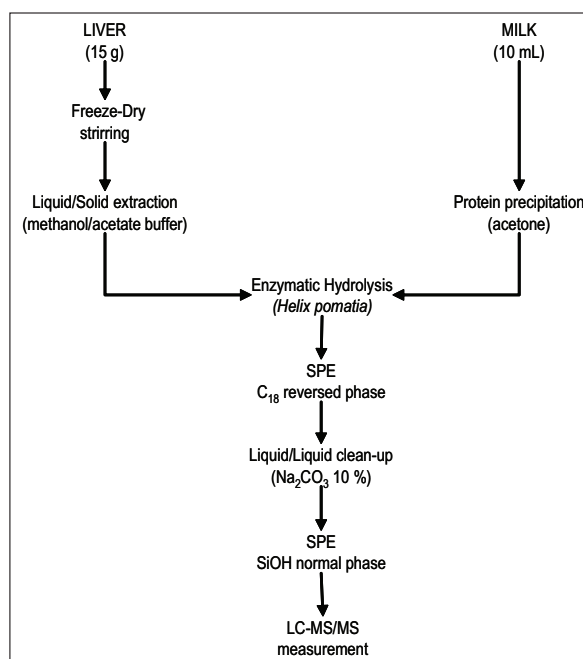 LIVER
(15 g)
MILK
(10 mL)
Freeze-Dry
strirring
Liquid/Solid extraction
(methanol/acetate buffer)
Protein precipitation
(acetone)
Enzymatic Hydrolysis
(Helix pomatia)
SPE
C₁₈ reversed phase
Liquid/Liquid clean-up
(Na₂CO₃ 10 %)
SPE
SiOH normal phase
LC-MS/MS
measurement